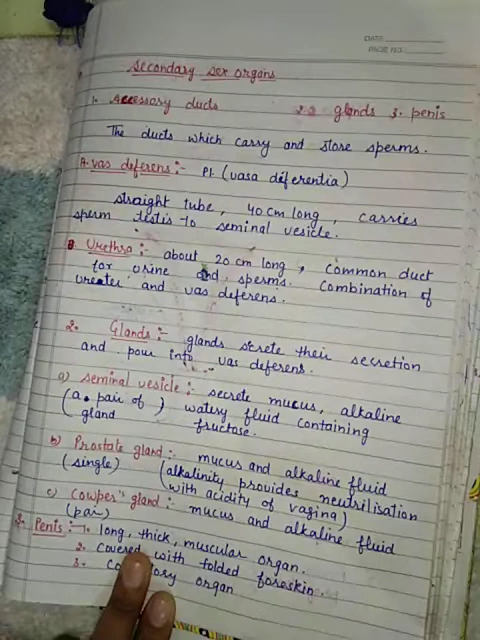 DATE
PAGE NO.
Secondary sex organs
1. Accessory ducts 2. glands 3. penis
The ducts which carry and store sperms.
A. vas deferens :- Pl. (vasa diferentia)
straight tube, 40 cm long, carries
sperm testis to seminal vesicle.
B. Urethra :- about 20 cm long, common duct
for urine and sperms. Combination of
ureter and vas deferens.
2. Glands :- glands secrete their secretion
and pour into vas diferens.
a) seminal vesicle :- secrete mucus, alkaline
(a pair of) watery fluid containing
gland fructose.
b) Prostate gland :- mucus and alkaline fluid
(single) (alkalinity provides neutrilisation
with acidity of vagina)
c) Cowper's gland :- mucus and alkaline fluid
(pair)
3. Penis :- 1. long, thick, muscular organ.
2. covered with folded foreskin.
3. organ